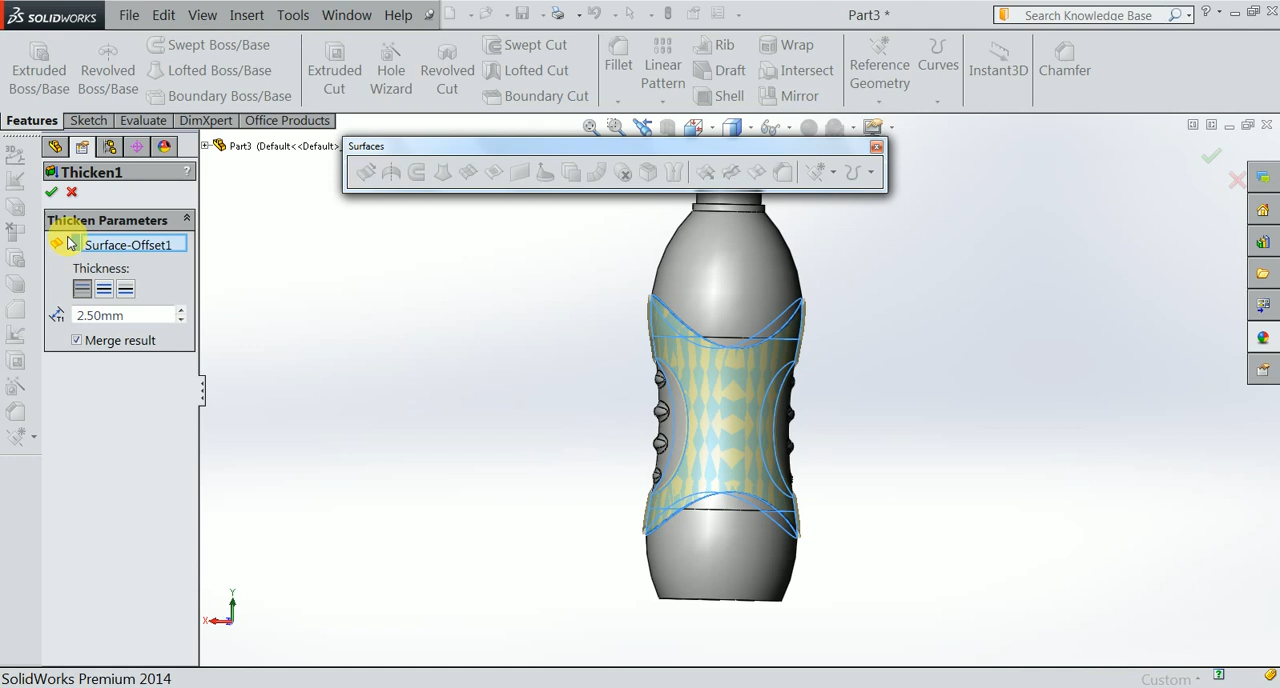 SOLIDWORKS File Edit View Insert Tools Window Help Part3 * Search Knowledge Base ?
Extruded Boss/Base
Revolved Boss/Base
Swept Boss/Base
Lofted Boss/Base
Boundary Boss/Base
Extruded Cut
Hole Wizard
Revolved Cut
Swept Cut
Lofted Cut
Boundary Cut
Fillet
Linear Pattern
Rib
Draft
Shell
Wrap
Intersect
Mirror
Reference Geometry
Curves
Instant3D
Chamfer
Features Sketch Evaluate DimXpert Office Products
Part3 (Default<<Default>
Surfaces
Thicken1 ?
Thicken Parameters
Surface-Offset1
Thickness:
T1 2.50mm
Merge result
Y
X
SolidWorks Premium 2014 Custom ?